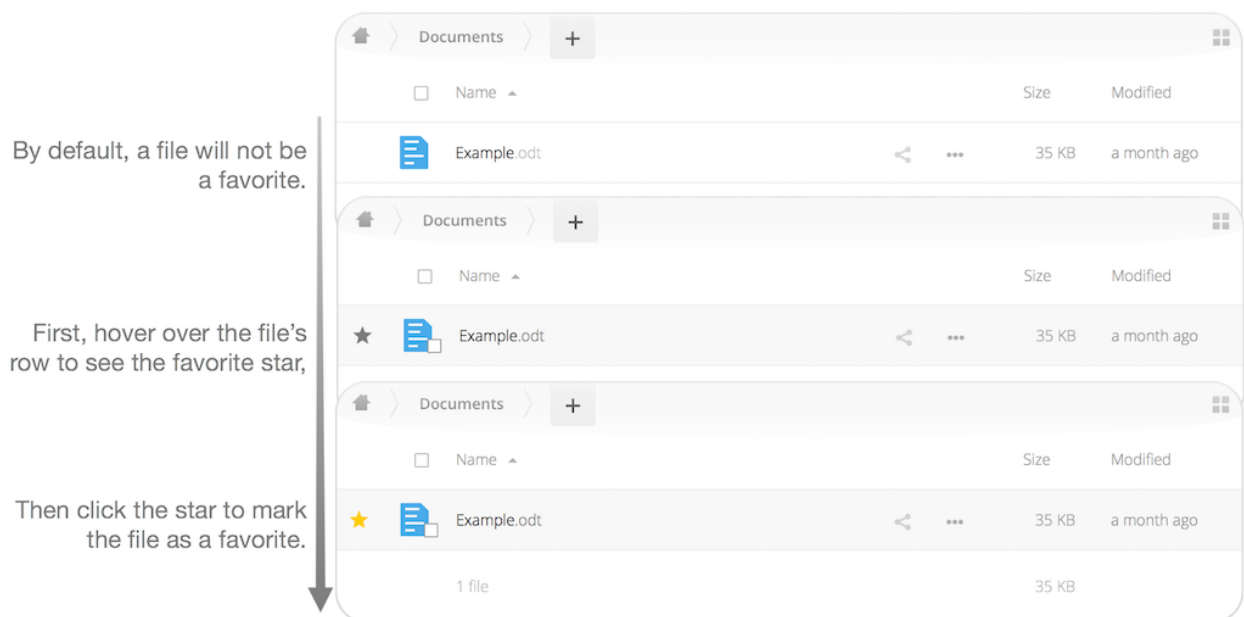 Documents
+
Name Size Modified
By default, a file will not be
a favorite.
Example.odt 35 KB a month ago
Documents
+
Name Size Modified
First, hover over the file’s
row to see the favorite star,
Example.odt 35 KB a month ago
Documents
+
Name Size Modified
Then click the star to mark
the file as a favorite.
Example.odt 35 KB a month ago
1 file 35 KB